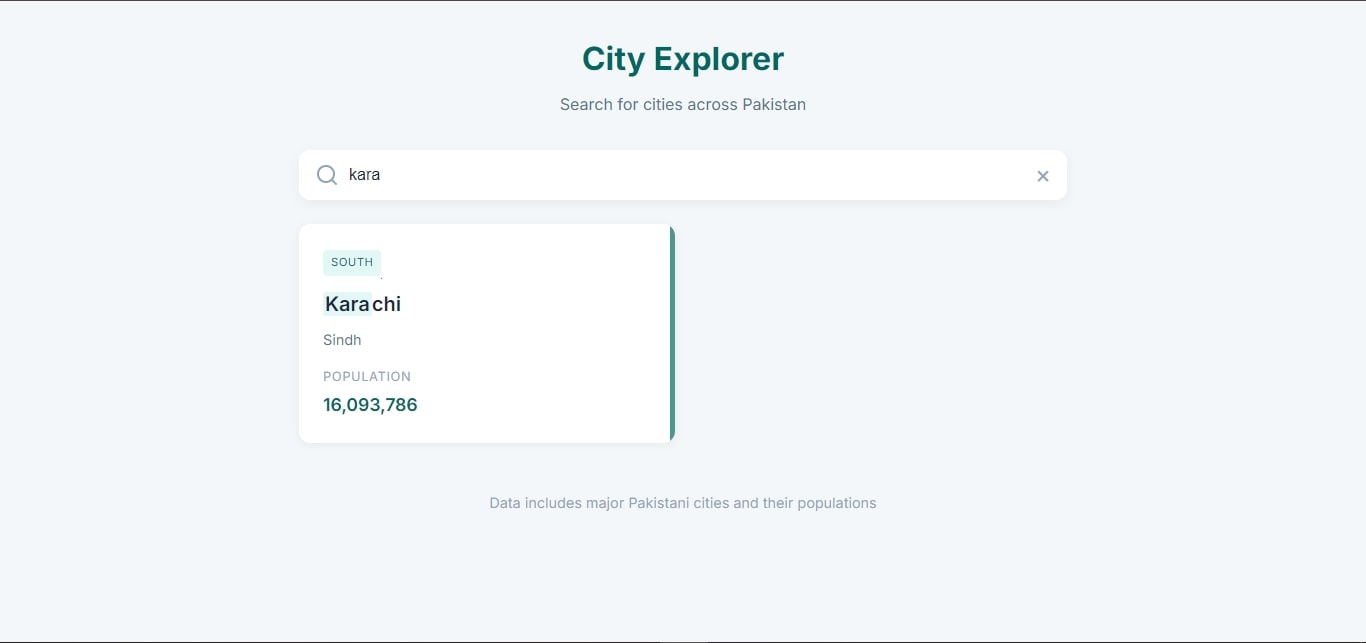 City Explorer
Search for cities across Pakistan
kara
SOUTH
Karachi
Sindh
POPULATION
16,093,786
Data includes major Pakistani cities and their populations